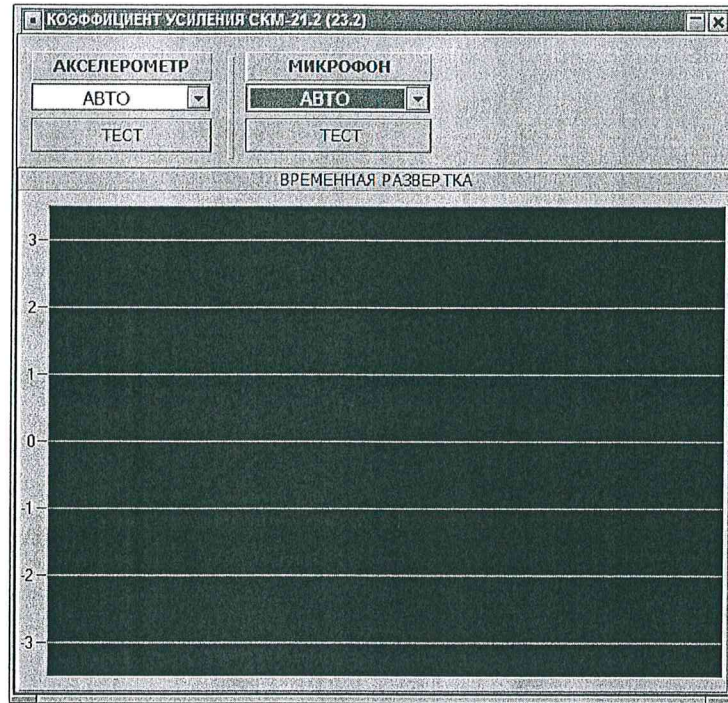 КОЭФФИЦИЕНТ УСИЛЕНИЯ СКМ-21.2 (23.2)
АКСЕЛЕРОМЕТР
МИКРОФОН
АВТО
АВТО
ТЕСТ
ТЕСТ
ВРЕМЕННАЯ РАЗВЕРТКА
3
2
1
0
-1
-2
-3